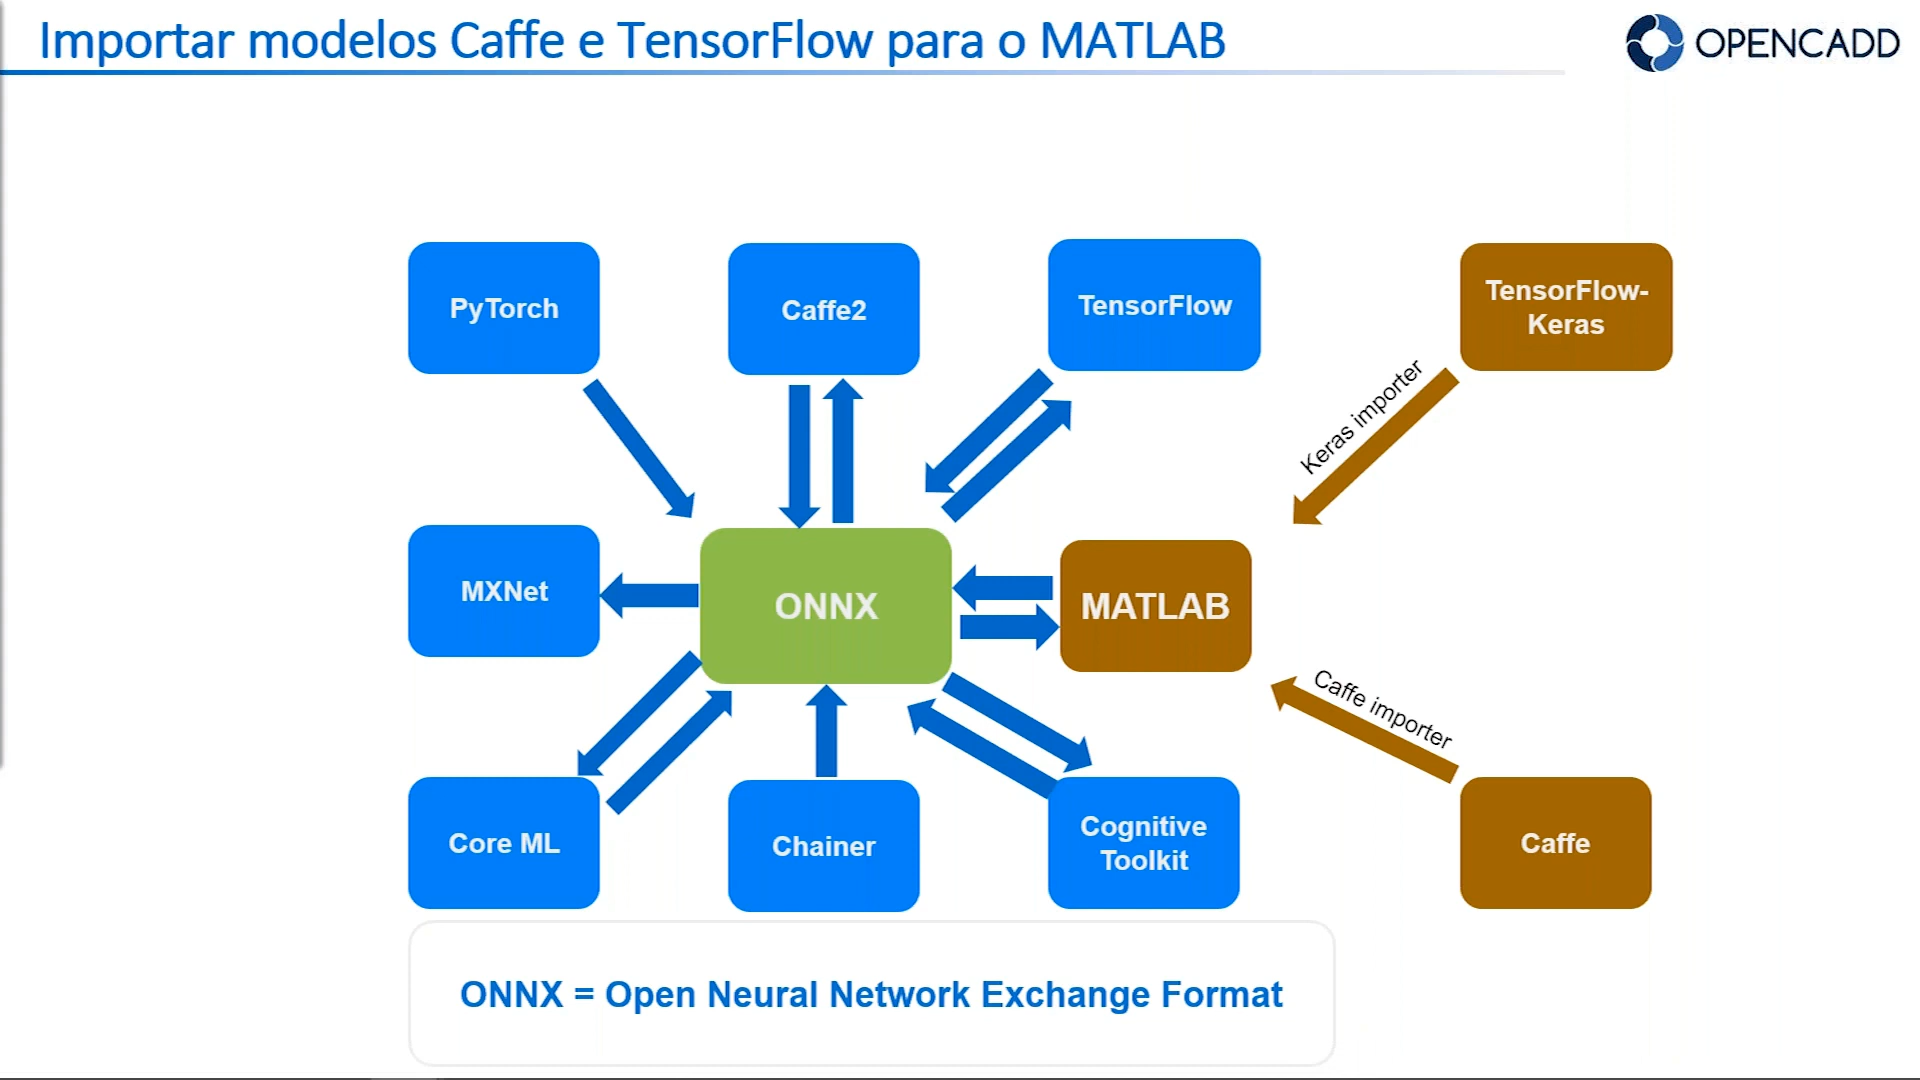 Importar modelos Caffe e TensorFlow para o MATLAB
OPENCADD
PyTorch
Caffe2
TensorFlow
TensorFlow-
Keras
Keras importer
MXNet
ONNX
MATLAB
Caffe importer
Core ML
Chainer
Cognitive
Toolkit
Caffe
ONNX = Open Neural Network Exchange Format